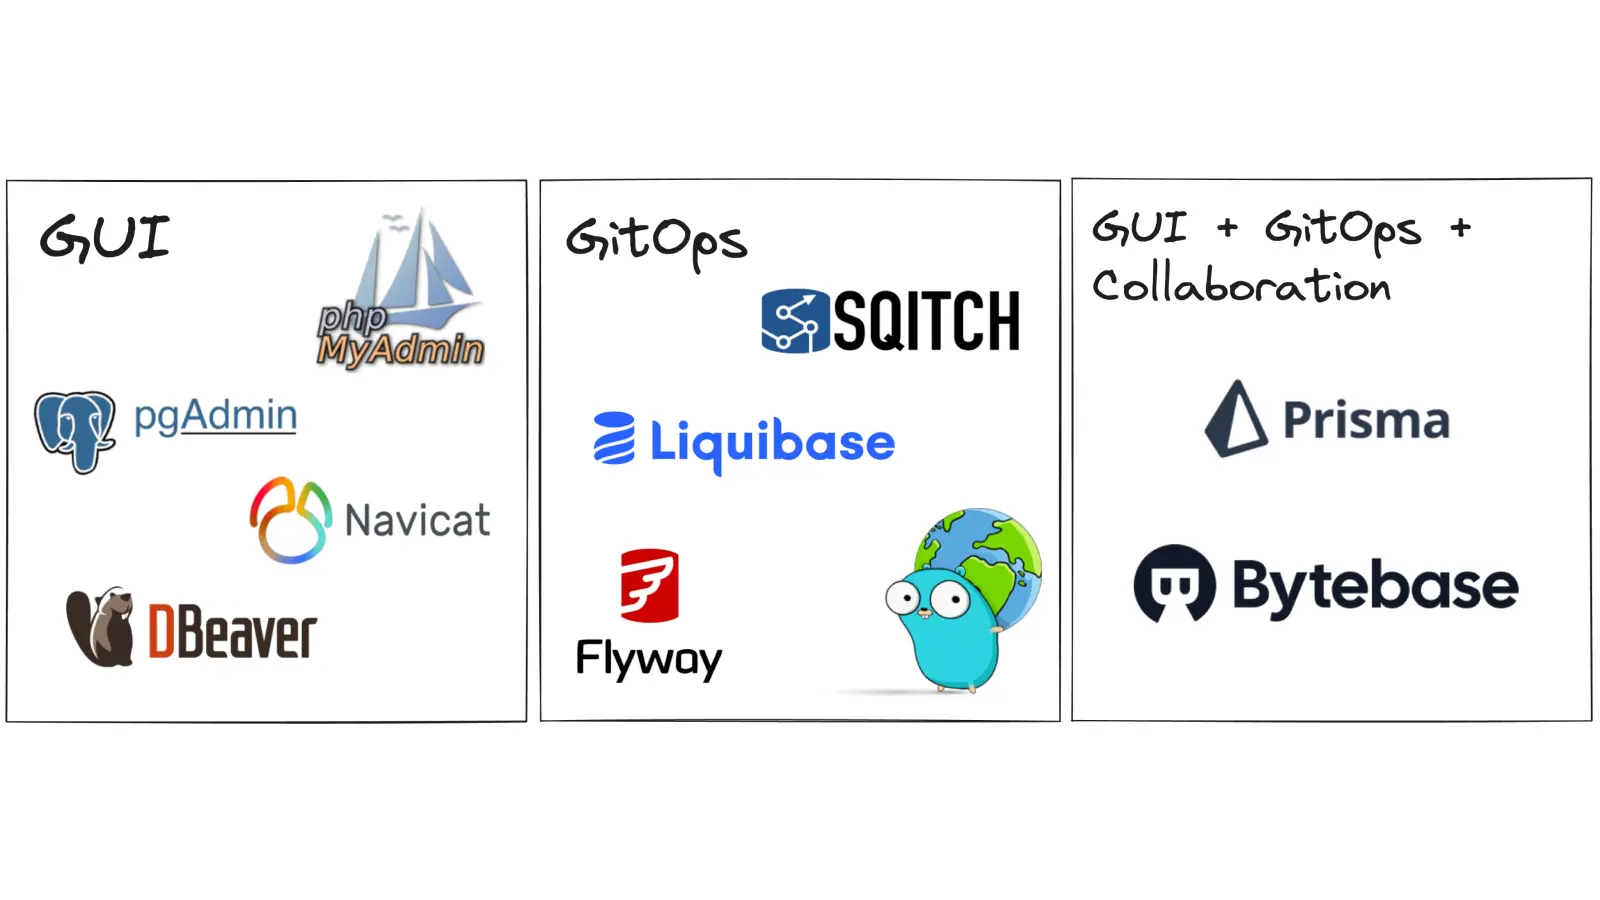 GUI
php
MyAdmin
pgAdmin
Navicat
DBeaver
GitOps
SQITCH
Liquibase
Flyway
GUI + GitOps +
Collaboration
Prisma
Bytebase